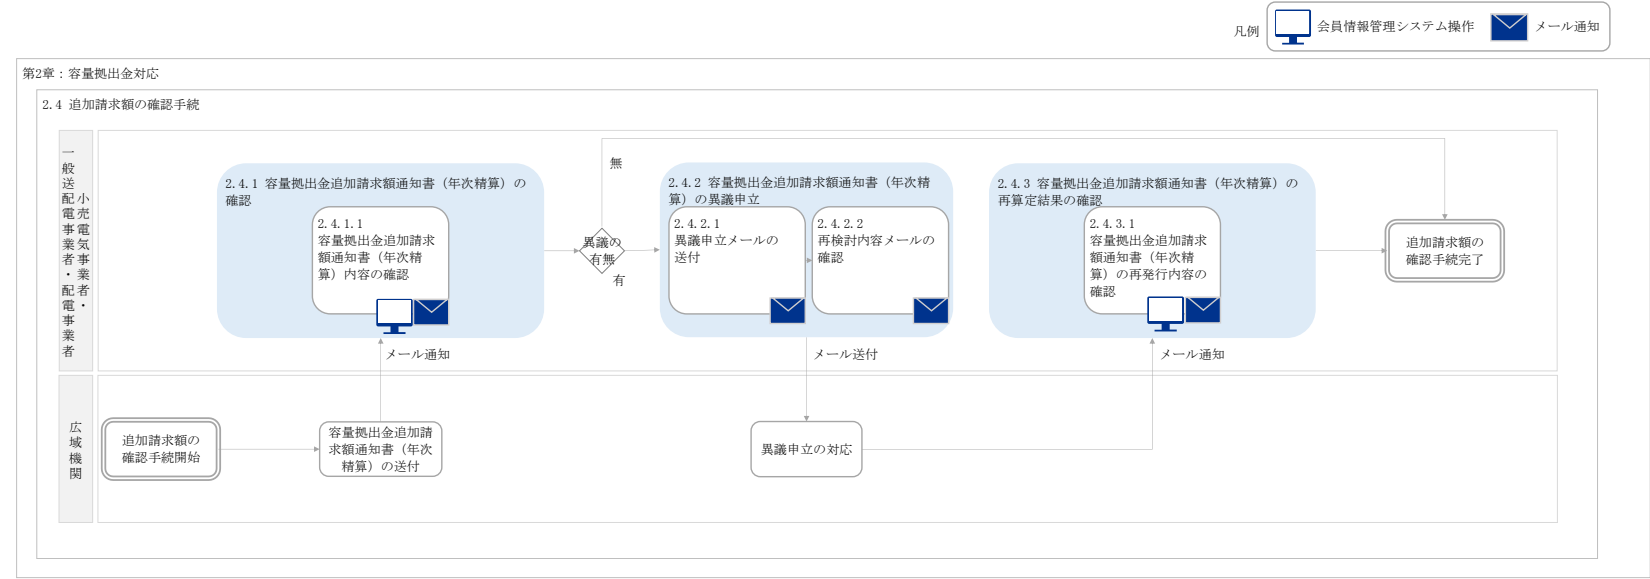 凡例
会員情報管理システム操作
メール通知
第2章：容量拠出金対応
2.4 追加請求額の確認手続
小売電気事業者・
一般送配電事業者・配電事業者
2.4.1 容量拠出金追加請求額通知書（年次精算）の
確認
2.4.1.1
容量拠出金追加請求
額通知書（年次精
算）内容の確認
無
異議の
有無
有
2.4.2 容量拠出金追加請求額通知書（年次精
算）の異議申立
2.4.2.1
異議申立メールの
送付
2.4.2.2
再検討内容メールの
確認
2.4.3 容量拠出金追加請求額通知書（年次精算）の
再算定結果の確認
2.4.3.1
容量拠出金追加請求
額通知書（年次精
算）の再発行内容の
確認
追加請求額の
確認手続完了
メール通知
メール送付
メール通知
広域機関
追加請求額の
確認手続開始
容量拠出金追加請
求額通知書（年次
精算）の送付
異議申立の対応